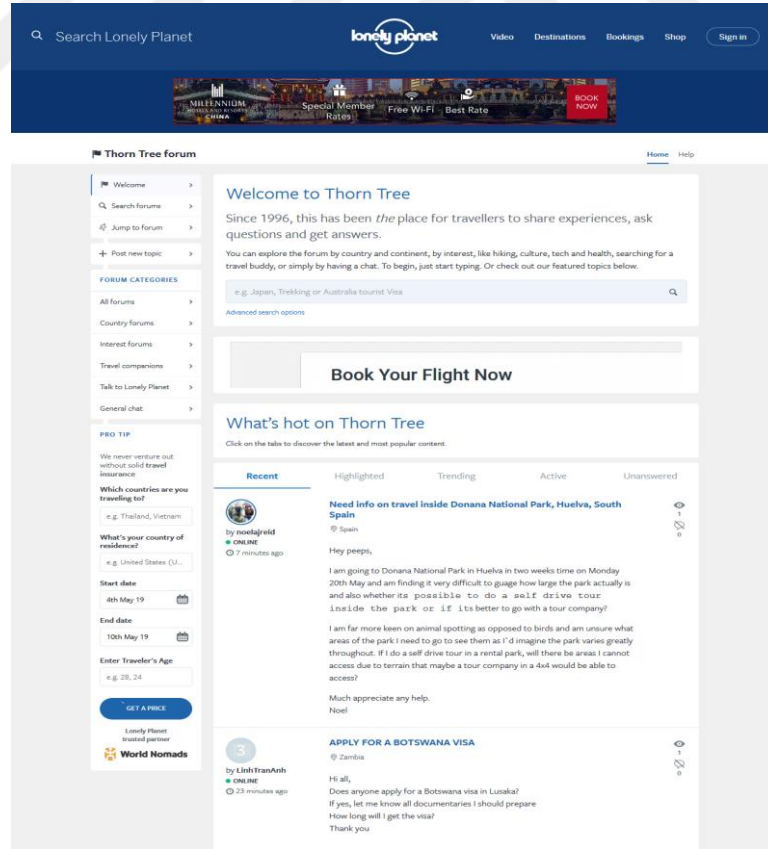 Search Lonely Planet
lonely planet
Video Destinations Bookings Shop Sign in
MILLENNIUM
HOTELS AND RESORTS
CHINA
Special Member
Rates
Free Wi-Fi
Best Rate
BOOK
NOW
Thorn Tree forum
Home Help
Welcome
Search forums
Jump to forum
Post new topic
FORUM CATEGORIES
All forums
Country forums
Interest forums
Travel companions
Talk to Lonely Planet
General chat
PRO TIP
We never venture out
without solid travel
insurance
Which countries are you
traveling to?
e.g. Thailand, Vietnam
What's your country of
residence?
e.g. United States (U...
Start date
4th May 19
End date
10th May 19
Enter Traveler's Age
e.g. 28, 24
GET A PRICE
Lonely Planet
trusted partner
World Nomads
Welcome to Thorn Tree
Since 1996, this has been the place for travellers to share experiences, ask
questions and get answers.
You can explore the forum by country and continent, by interest, like hiking, culture, tech and health, searching for a
travel buddy, or simply by having a chat. To begin, just start typing. Or check out our featured topics below.
e.g. Japan, Trekking or Australia tourist Visa
Advanced search options
Book Your Flight Now
What's hot on Thorn Tree
Click on the tabs to discover the latest and most popular content.
Recent Highlighted Trending Active Unanswered
by noelajreid
ONLINE
7 minutes ago
Need info on travel inside Donana National Park, Huelva, South
Spain
Spain
1
0
Hey peeps,
I am going to Donana National Park in Huelva in two weeks time on Monday
20th May and am finding it very difficult to guage how large the park actually is
and also whether its possible to do a self drive tour
inside the park or if its better to go with a tour company?
I am far more keen on animal spotting as opposed to birds and am unsure what
areas of the park I need to go to see them as I`d imagine the park varies greatly
throughout. If I do a self drive tour in a rental park, will there be areas I cannot
access due to terrain that maybe a tour company in a 4x4 would be able to
access?
Much appreciate any help.
Noel
3
by LinhTranAnh
ONLINE
23 minutes ago
APPLY FOR A BOTSWANA VISA
Zambia
1
0
Hi all,
Does anyone apply for a Botswana visa in Lusaka?
If yes, let me know all documentaries I should prepare
How long will I get the visa?
Thank you